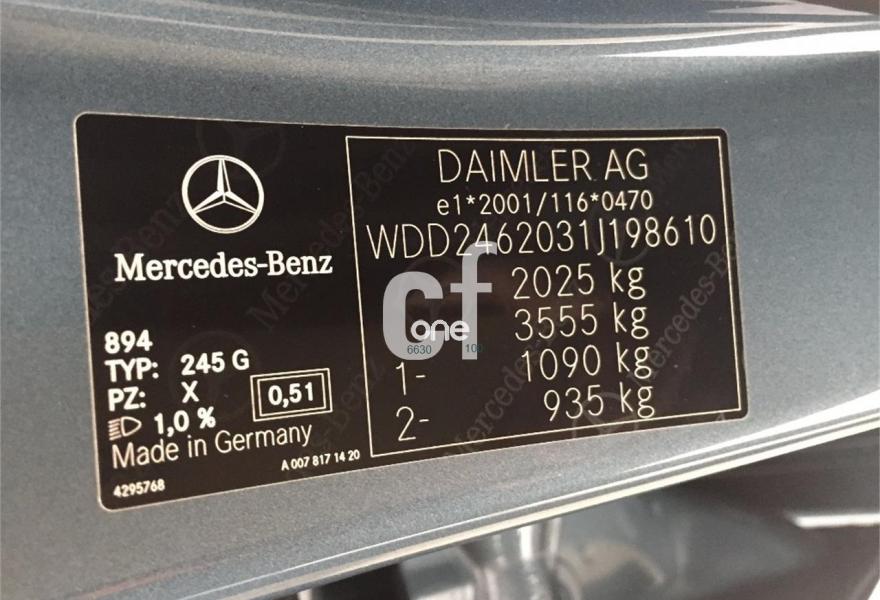 Mercedes-Benz
894
TYP: 245 G
PZ: X
0,51
1,0 %
Made in Germany
A 007 817 14 20
4295768
DAIMLER AG
e1*2001/116*0470
WDD2462031J198610
2025 kg
3555 kg
1- 1090 kg
2- 935 kg
cf
one
6630 100